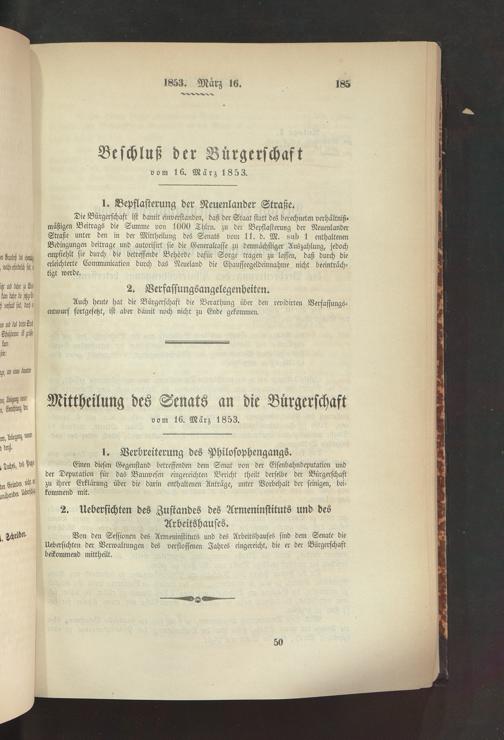 1853. März 16.
185
Beschluß der Bürgerschaft
vom 16. März 1853.
1. Bepflasterung der Neuenlander Straße.
Die Bürgerschaft ist damit einverstanden, daß der Staat statt des berechneten verhältniß-
mäßigen Beitrags die Summe von 1000 Thlrn. zu der Bepflasterung der Neuenlander
Straße unter den in der Mittheilung des Senats vom 11. d. M. sub 1 enthaltenen
Bedingungen beitrage und autorisirt sie die Generalcasse zu demnächstiger Auszahlung, jedoch
empfiehlt sie durch die betreffende Behörde dafür Sorge tragen zu lassen, daß durch die
erleichterte Communication durch das Neueland die Chausseegeldeinnahme nicht beeinträch-
tigt werde.
2. Verfassungsangelegenheiten.
Auch heute hat die Bürgerschaft die Berathung über den revidirten Verfassungs-
entwurf fortgesetzt, ist aber damit noch nicht zu Ende gekommen.
Mittheilung des Senats an die Bürgerschaft
vom 16. März 1853.
1. Verbreiterung des Philosophengangs.
Einen diesen Gegenstand betreffenden dem Senat von der Eisenbahndeputation und
der Deputation für das Bauwesen eingereichten Bericht theilt derselbe der Bürgerschaft
zu ihrer Erklärung über die darin enthaltenen Anträge, unter Vorbehalt der seinigen, bei-
kommend mit.
2. Uebersichten des Zustandes des Armeninstituts und des
Arbeitshauses.
Von den Sessionen des Armeninstituts und des Arbeitshauses sind dem Senate die
Uebersichten der Verwaltungen des verflossenen Jahres eingereicht, die er der Bürgerschaft
beikommend mittheilt.
50